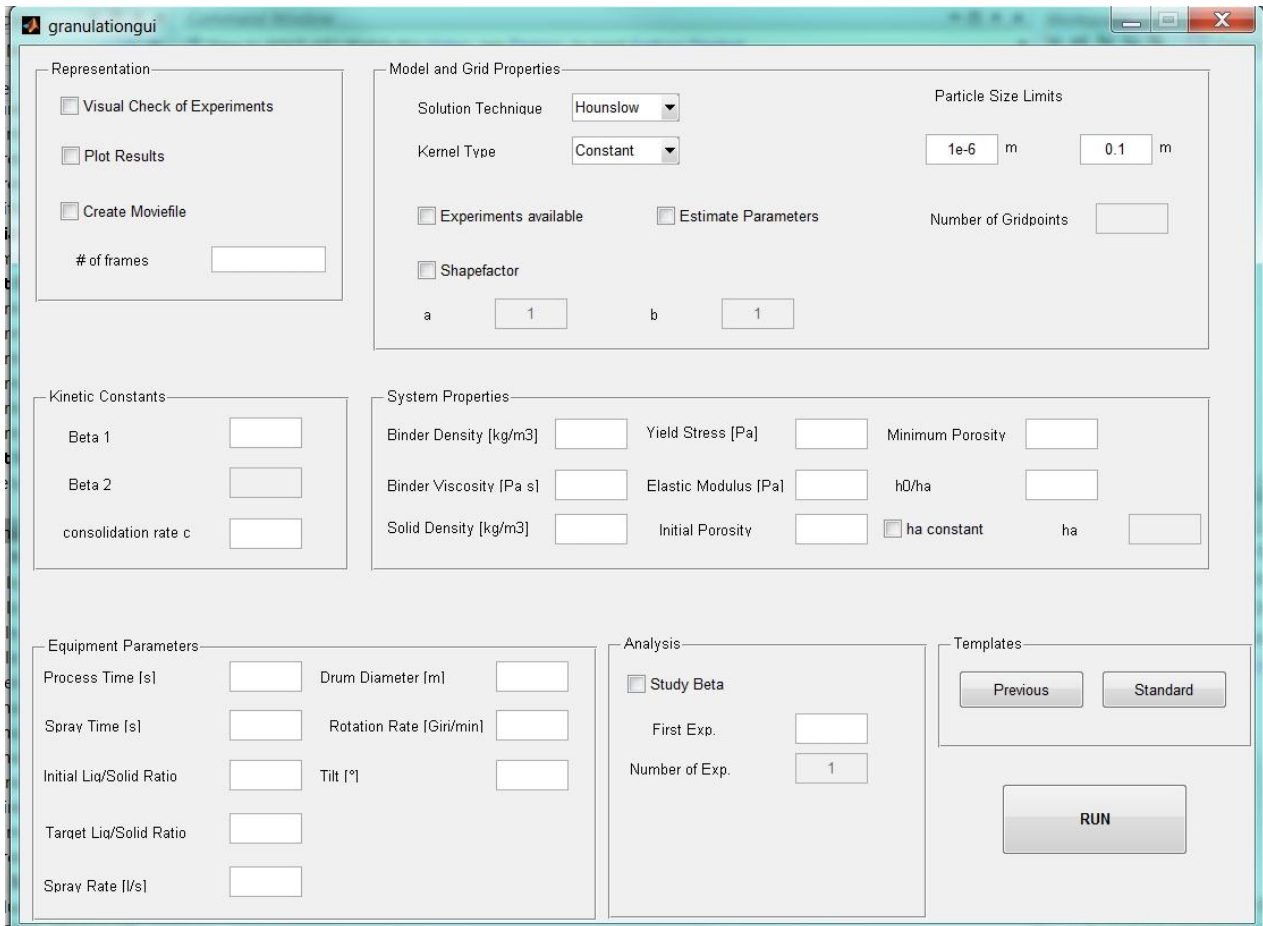 granulationgui
Representation
Visual Check of Experiments
Plot Results
Create Moviefile
# of frames
Model and Grid Properties
Solution Technique Hounslow
Kernel Type Constant
Particle Size Limits
1e-6 m 0.1 m
Experiments available Estimate Parameters
Number of Gridpoints
Shapefactor
a 1 b 1
Kinetic Constants
Beta 1
Beta 2
consolidation rate c
System Properties
Binder Density [kg/m3] Yield Stress [Pa] Minimum Porosity
Binder Viscosity [Pa s] Elastic Modulus [Pa] h0/ha
Solid Density [kg/m3] Initial Porosity ha constant ha
Equipment Parameters
Process Time [s] Drum Diameter [m]
Spray Time [s] Rotation Rate [Giri/min]
Initial Liq/Solid Ratio Tilt [°]
Target Liq/Solid Ratio
Spray Rate [l/s]
Analysis
Study Beta
First Exp.
Number of Exp. 1
Templates
Previous Standard
RUN